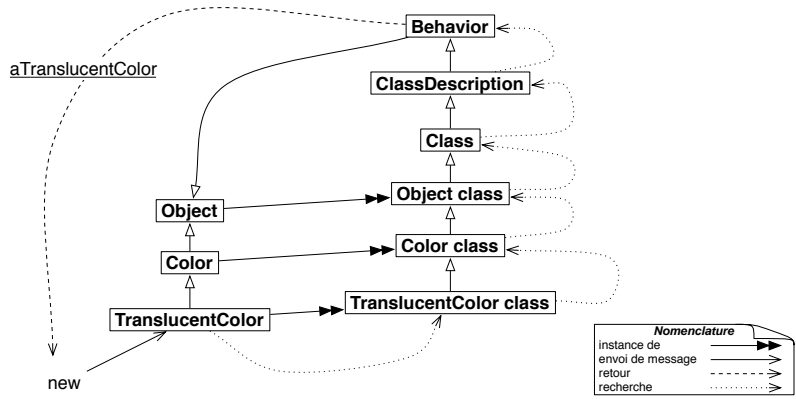 Behavior
aTranslucentColor
ClassDescription
Class
Object class
Object
Color class
Color
TranslucentColor class
TranslucentColor
new
Nomenclature
instance de
envoi de message
retour
recherche